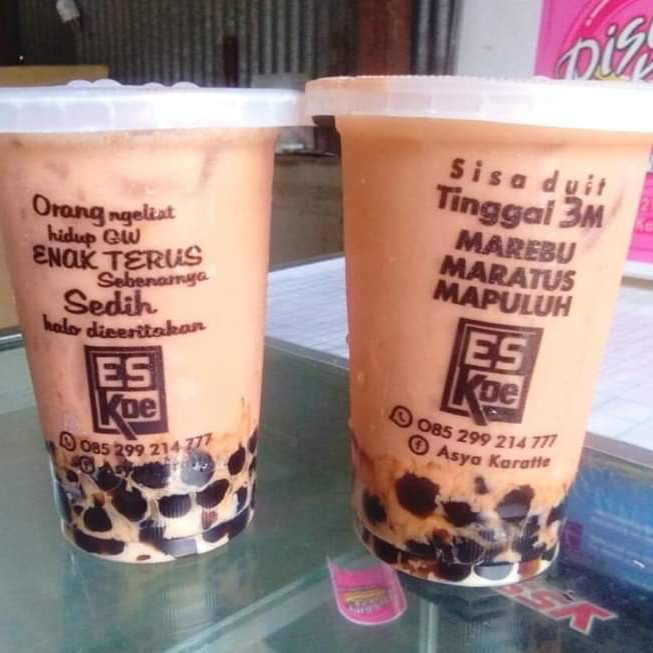 Orang ngeliat
hidup GW
ENAK TERUS
Sebenarnya
Sedih
kalo diceritakan
ES
Koe
085 299 214 777
Asya
Sisa duit
Tinggal 3M
MAREBU
MARATUS
MAPULUH
ES
Koe
085 299 214 777
Asya Karatte